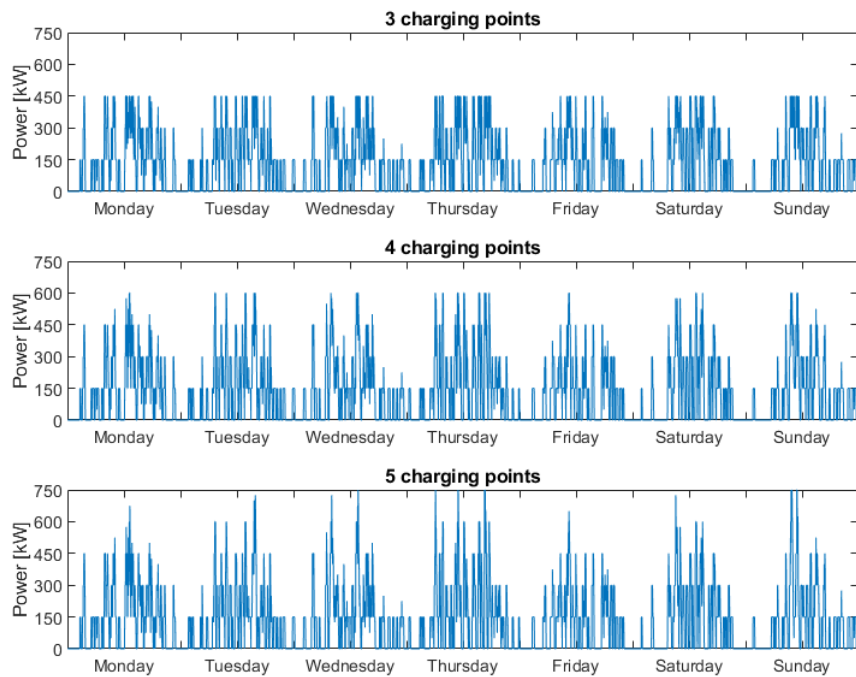 3 charging points
Power [kW]
750
600
450
300
150
0
Monday Tuesday Wednesday Thursday Friday Saturday Sunday
4 charging points
Power [kW]
750
600
450
300
150
0
Monday Tuesday Wednesday Thursday Friday Saturday Sunday
5 charging points
Power [kW]
750
600
450
300
150
0
Monday Tuesday Wednesday Thursday Friday Saturday Sunday